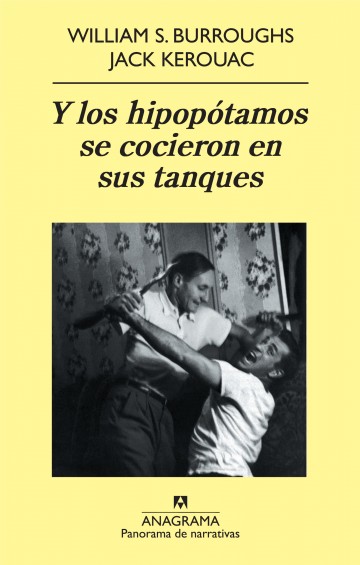 WILLIAM S. BURROUGHS
JACK KEROUAC
Y los hipopótamos
se cocieron en
sus tanques
ANAGRAMA
Panorama de narrativas